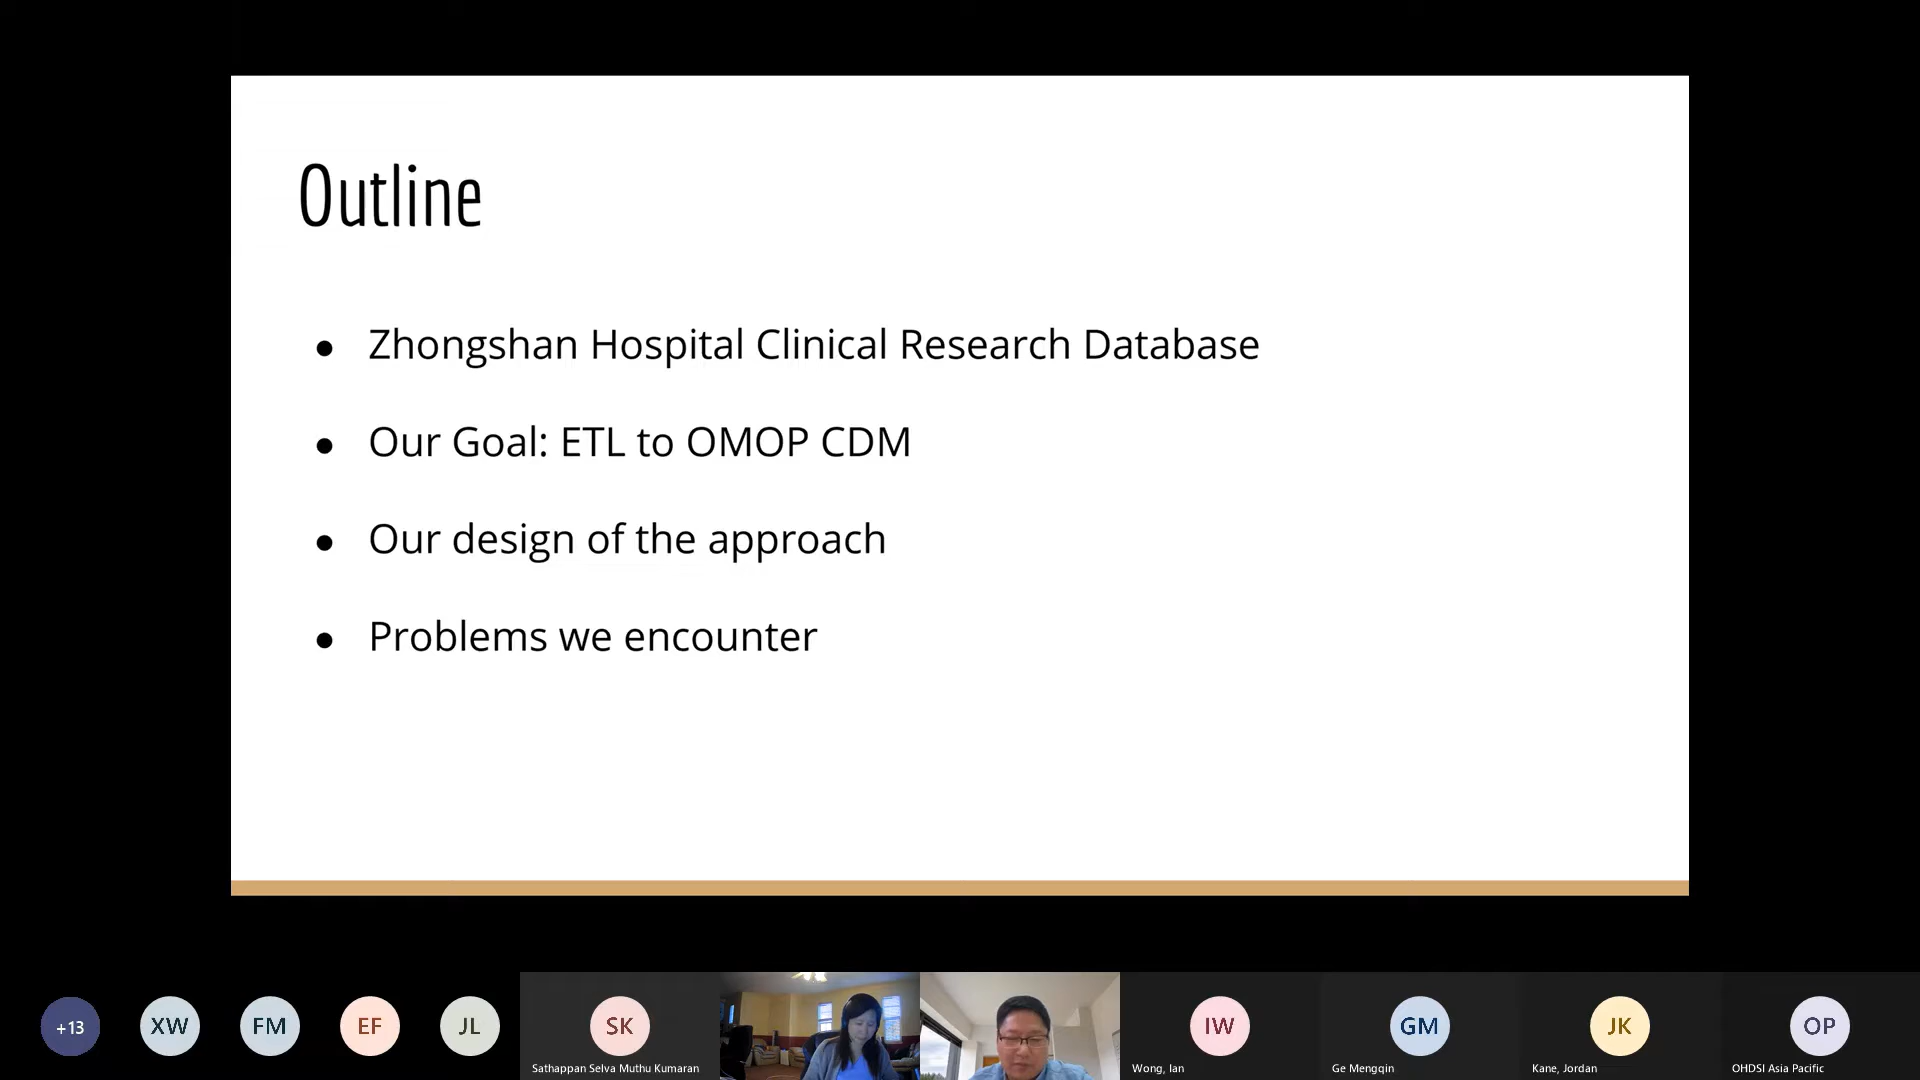 Outline
● Zhongshan Hospital Clinical Research Database
● Our Goal: ETL to OMOP CDM
● Our design of the approach
● Problems we encounter
+13
XW
FM
EF
JL
SK
Sathappan Selva Muthu Kumaran
IW
Wong, Ian
GM
Ge Mengqin
JK
Kane, Jordan
OP
OHDSI Asia Pacific